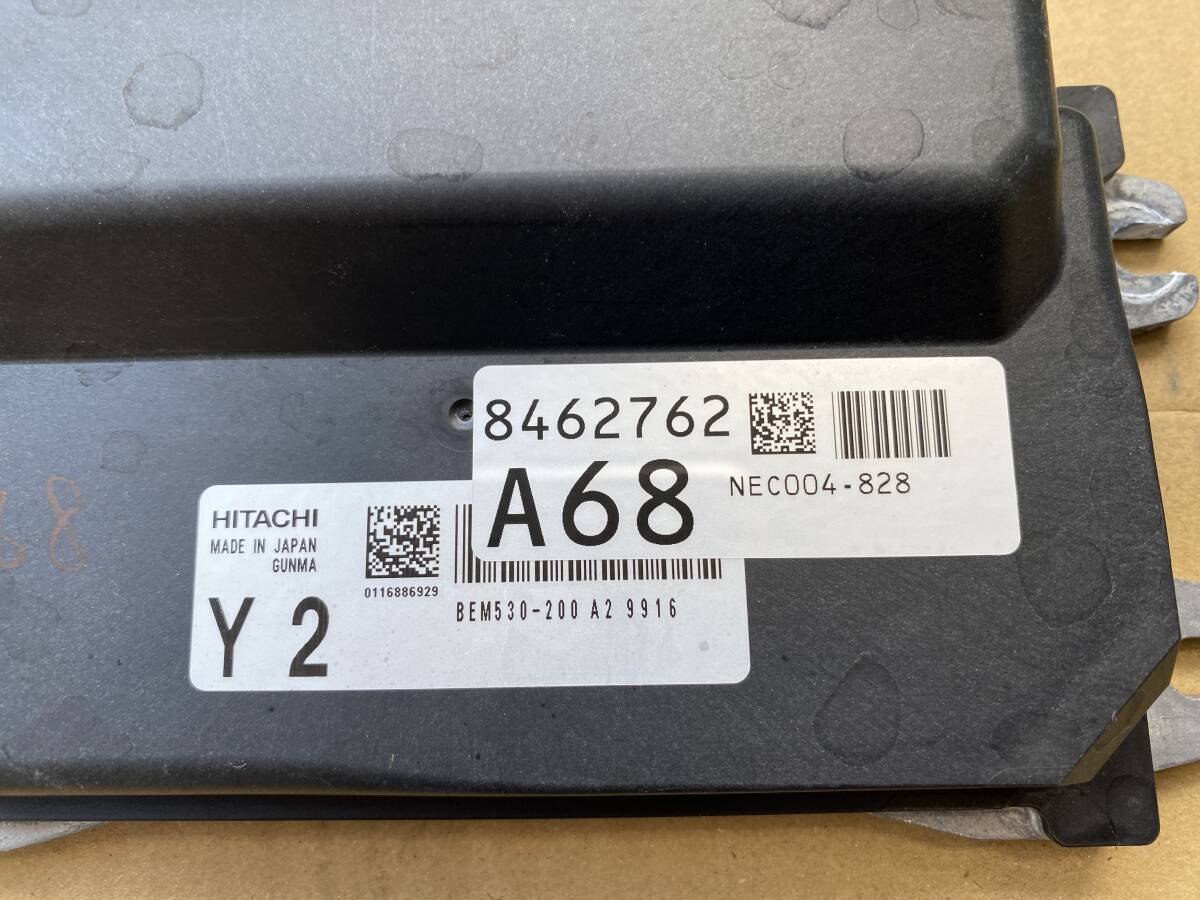 8462762
A68
NEC004-828
HITACHI
MADE IN JAPAN
GUNMA
0116886929
Y 2
BEM530-200 A2 9916